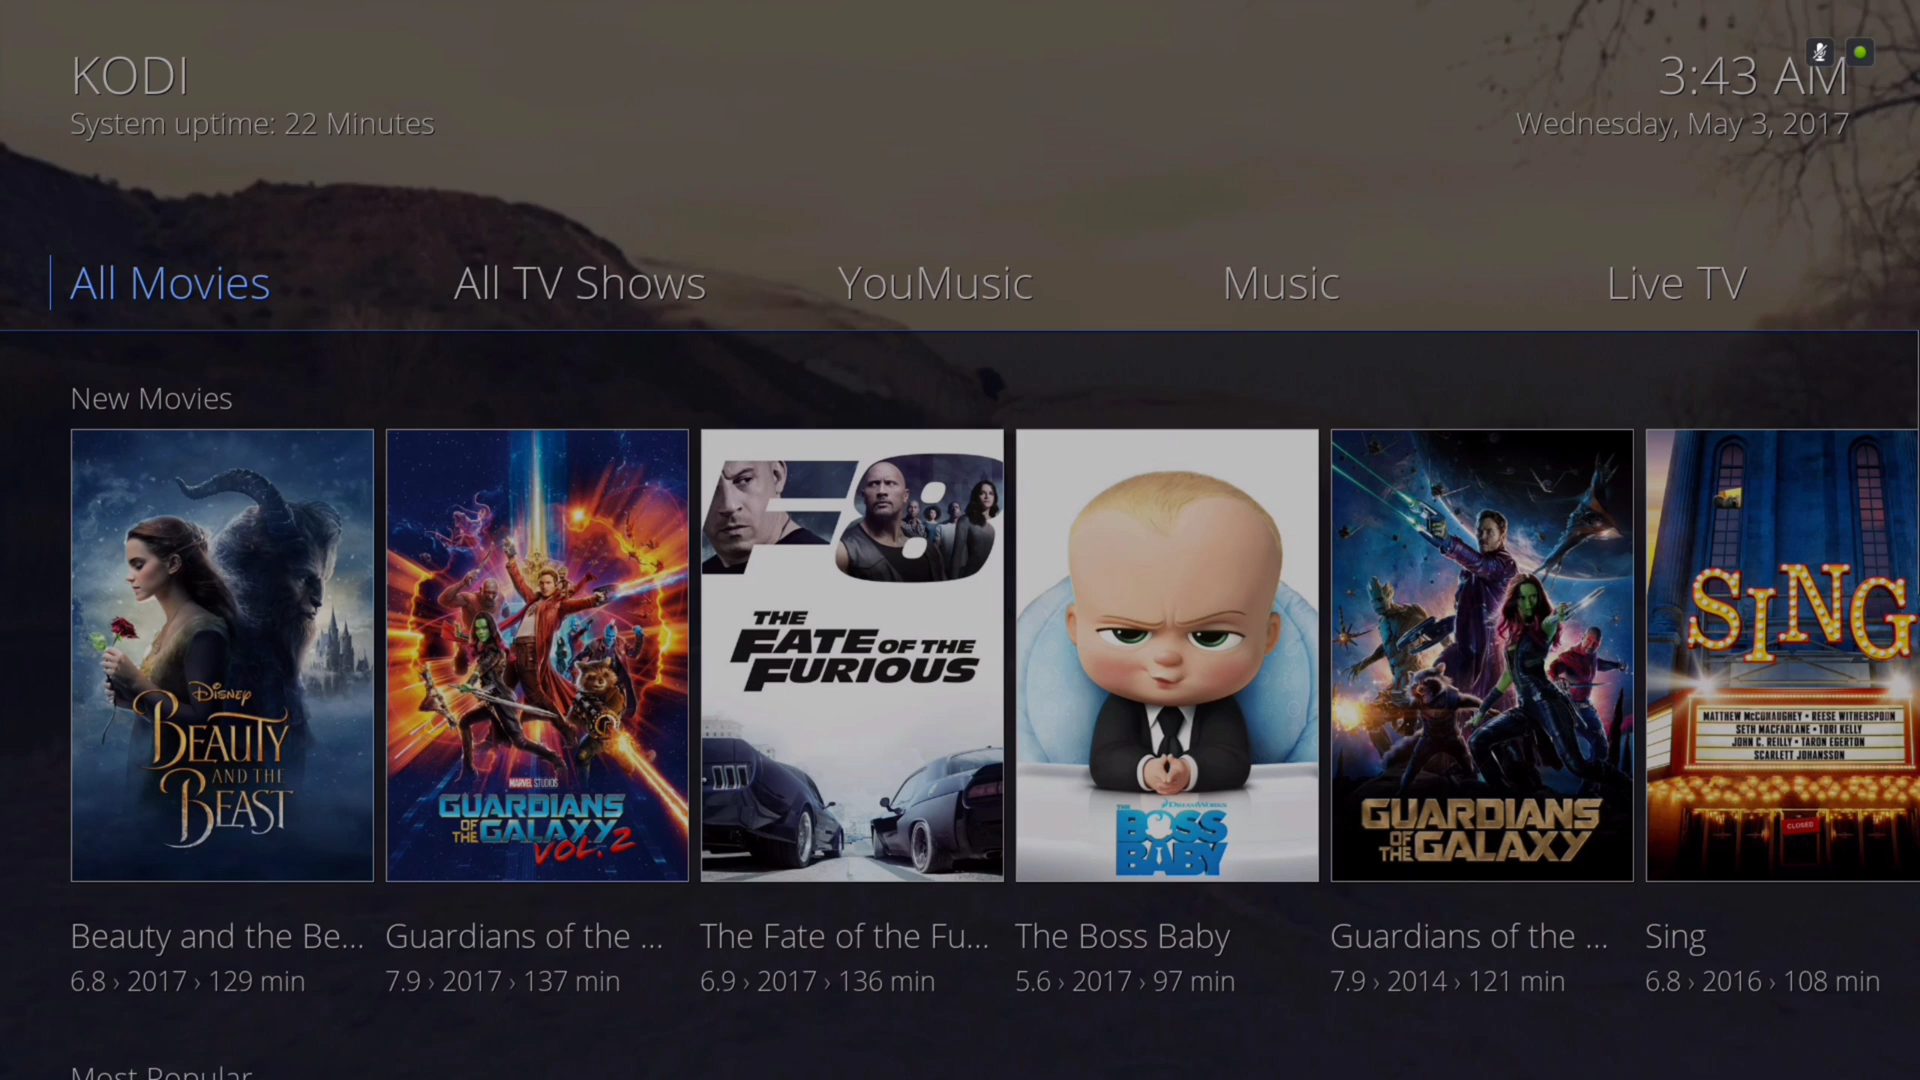 KODI
System uptime: 22 Minutes
3:43 AM
Wednesday, May 3, 2017
All Movies
All TV Shows
YouMusic
Music
Live TV
New Movies
Disney
BEAUTY
AND THE
BEAST
MARVEL STUDIOS
GUARDIANS
OF THE GALAXY
VOL. 2
F8
THE
FATE OF THE
FURIOUS
DREAMWORKS
THE
BOSS
BABY
GUARDIANS
OF THE GALAXY
SING
MATTHEW McCONAUGHEY • REESE WITHERSPOON
SETH MACFARLANE • TORI KELLY
JOHN C. REILLY • TARON EGERTON
SCARLETT JOHANSSON
CLOSED
Beauty and the Be...
6.8 › 2017 › 129 min
Guardians of the ...
7.9 › 2017 › 137 min
The Fate of the Fu...
6.9 › 2017 › 136 min
The Boss Baby
5.6 › 2017 › 97 min
Guardians of the ...
7.9 › 2014 › 121 min
Sing
6.8 › 2016 › 108 min
Most Popular